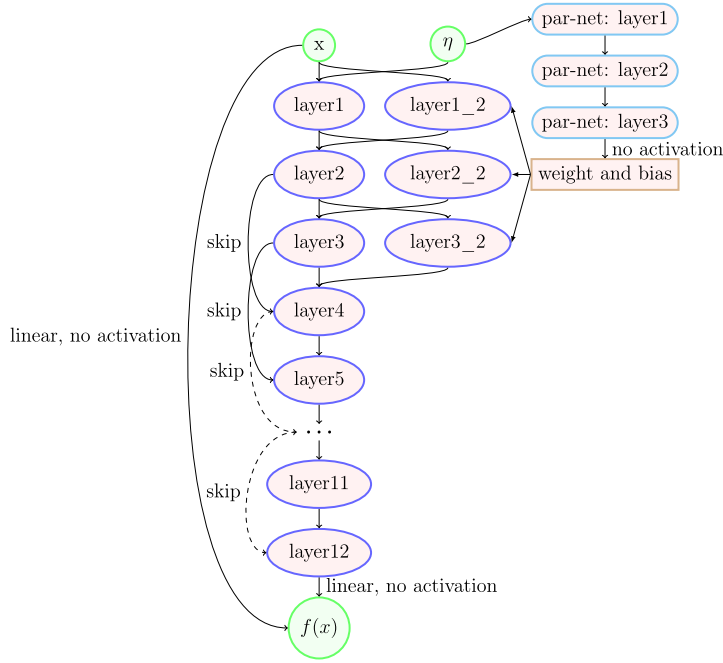 par-net: layer1
x
η
par-net: layer2
layer1
layer1_2
par-net: layer3
no activation
layer2
layer2_2
weight and bias
skip
layer3
layer3_2
skip
layer4
linear, no activation
skip
layer5
...
skip
layer11
layer12
linear, no activation
f(x)